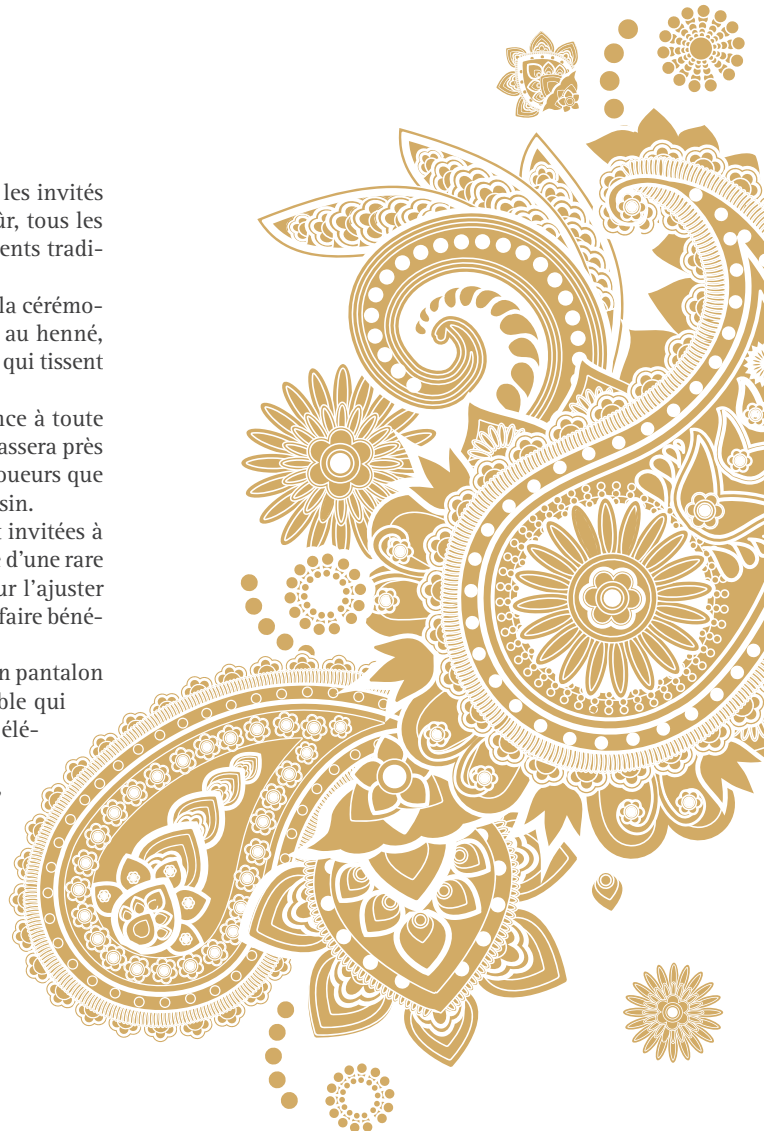 les invités
ûr, tous les
ents tradi-
la cérémo-
au henné,
qui tissent
nce à toute
assera près
oueurs que
sin.
t invitées à
d’une rare
ur l’ajuster
faire béné-
n pantalon
ble qui
élé-
,